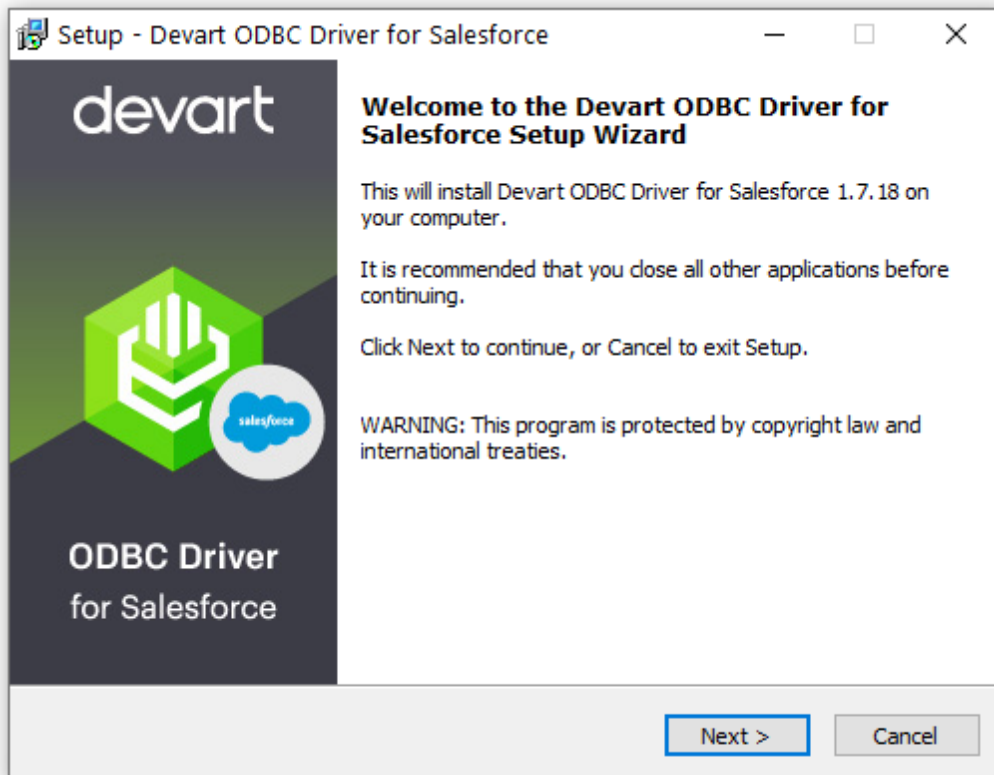 Setup - Devart ODBC Driver for Salesforce
devart
Welcome to the Devart ODBC Driver for
Salesforce Setup Wizard
This will install Devart ODBC Driver for Salesforce 1.7.18 on
your computer.
It is recommended that you close all other applications before
continuing.
Click Next to continue, or Cancel to exit Setup.
WARNING: This program is protected by copyright law and
international treaties.
salesforce
ODBC Driver
for Salesforce
Next >
Cancel